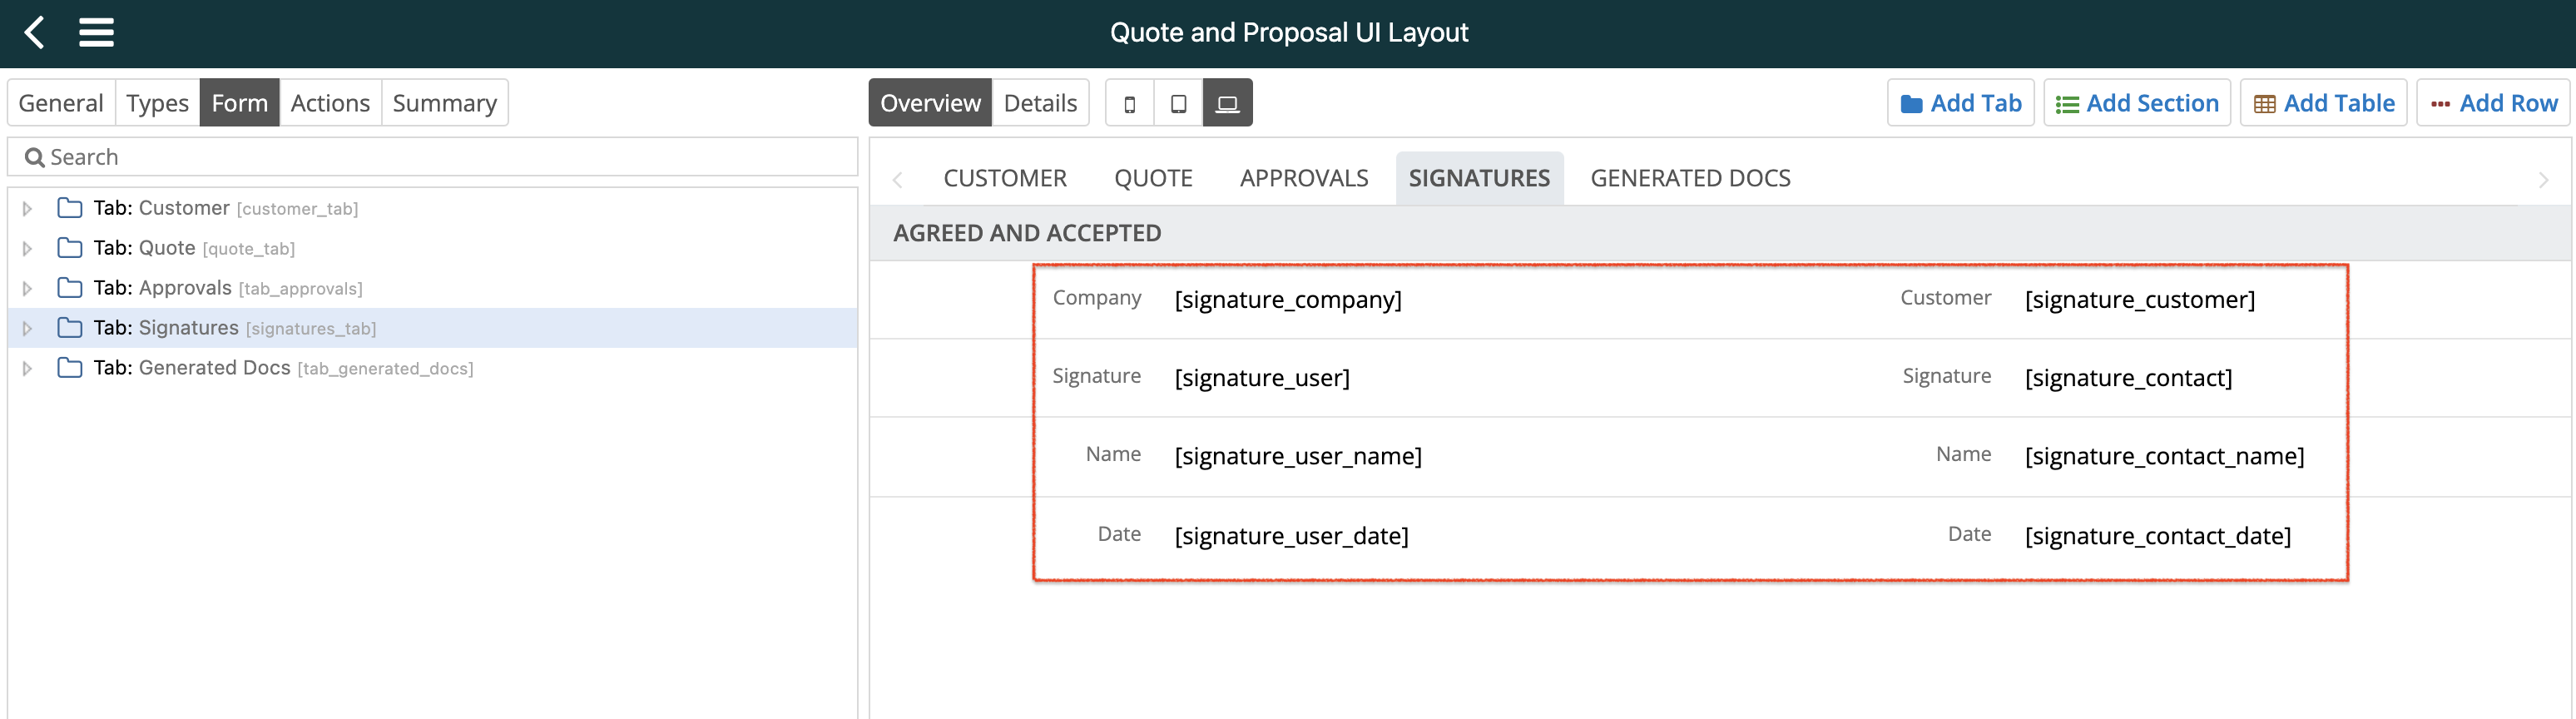 Quote and Proposal UI Layout
General Types Form Actions Summary
Overview Details
Add Tab Add Section Add Table Add Row
Search
Tab: Customer [customer_tab]
Tab: Quote [quote_tab]
Tab: Approvals [tab_approvals]
Tab: Signatures [signatures_tab]
Tab: Generated Docs [tab_generated_docs]
CUSTOMER QUOTE APPROVALS SIGNATURES GENERATED DOCS
AGREED AND ACCEPTED
Company [signature_company] Customer [signature_customer]
Signature [signature_user] Signature [signature_contact]
Name [signature_user_name] Name [signature_contact_name]
Date [signature_user_date] Date [signature_contact_date]